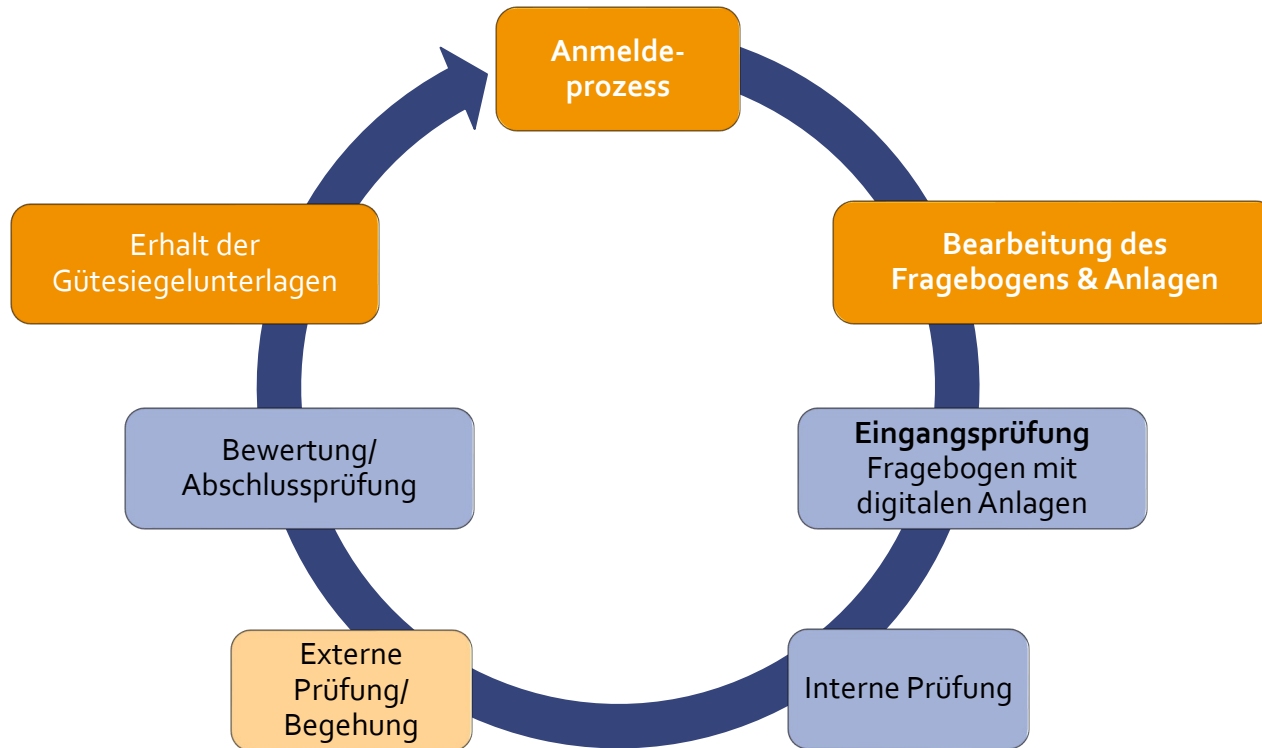 Anmelde-
prozess
Bearbeitung des
Fragebogens & Anlagen
Eingangsprüfung
Fragebogen mit
digitalen Anlagen
Interne Prüfung
Externe
Prüfung/
Begehung
Bewertung/
Abschlussprüfung
Erhalt der
Gütesiegelunterlagen